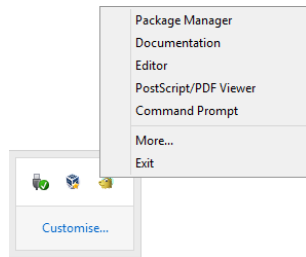 Package Manager
Documentation
Editor
PostScript/PDF Viewer
Command Prompt
More...
Exit
Customise...